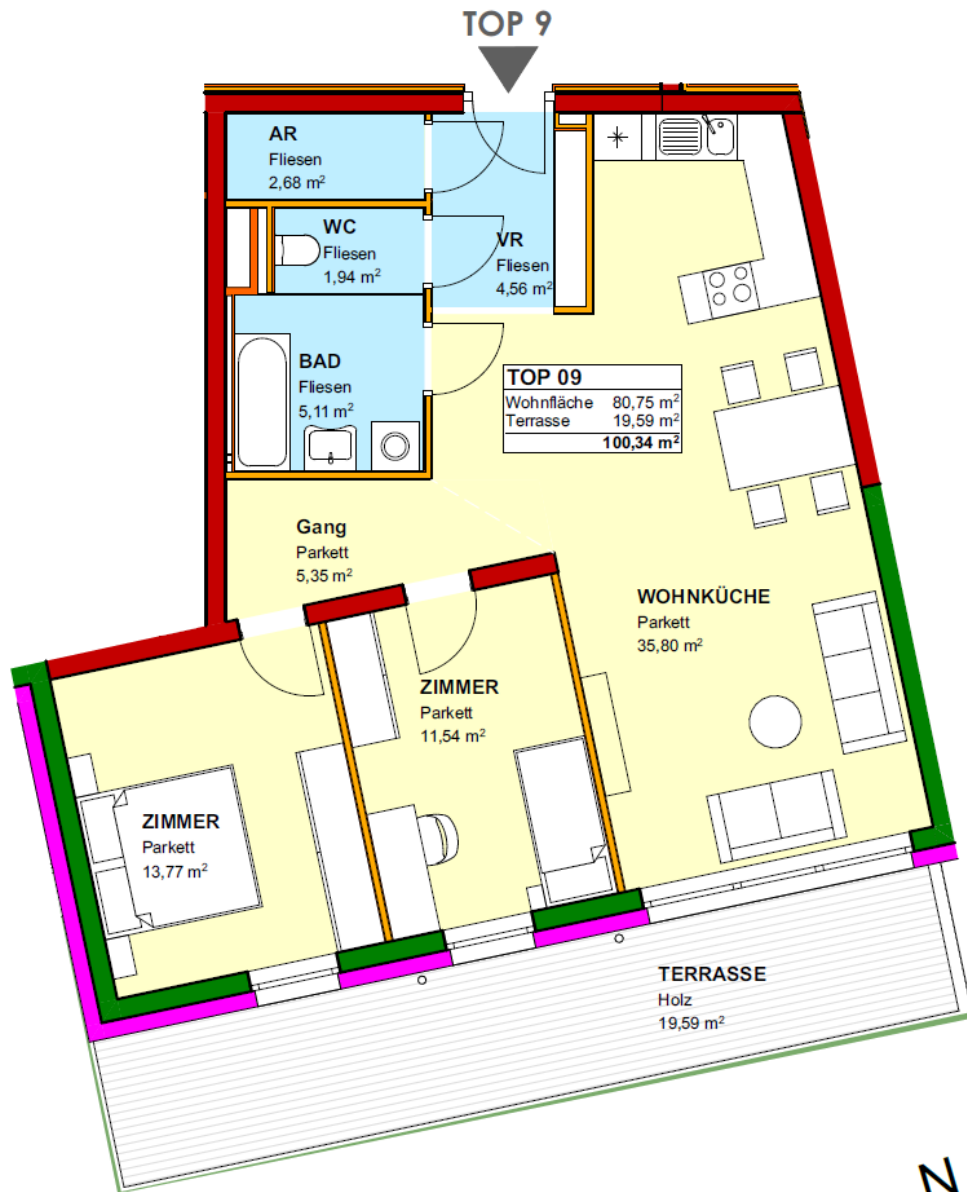 TOP 9
AR
Fliesen
2,68 m²
WC
Fliesen
1,94 m²
VR
Fliesen
4,56 m²
BAD
Fliesen
5,11 m²
TOP 09
Wohnfläche 80,75 m²
Terrasse 19,59 m²
100,34 m²
Gang
Parkett
5,35 m²
WOHNKÜCHE
Parkett
35,80 m²
ZIMMER
Parkett
11,54 m²
ZIMMER
Parkett
13,77 m²
TERRASSE
Holz
19,59 m²
N